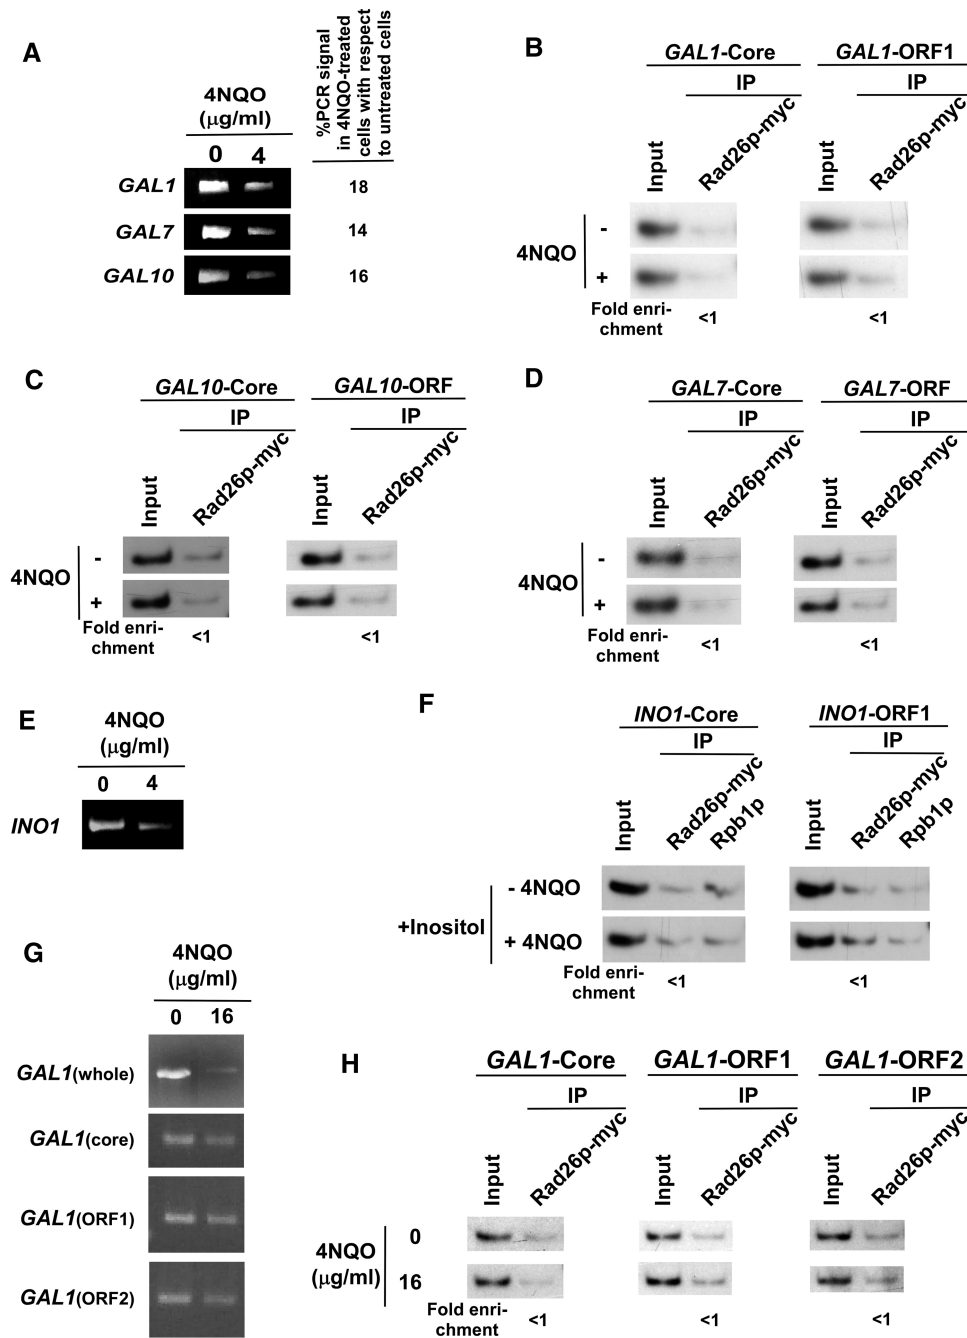 A
4NQO
(μg/ml)
0 4
%PCR signal
in 4NQO-treated
cells with respect
to untreated cells
GAL1 18
GAL7 14
GAL10 16
B
GAL1-Core GAL1-ORF1
IP IP
Input Rad26p-myc Input Rad26p-myc
4NQO
-
+
Fold enri-
chment
<1 <1
C
GAL10-Core GAL10-ORF
IP IP
Input Rad26p-myc Input Rad26p-myc
4NQO
-
+
Fold enri-
chment
<1 <1
D
GAL7-Core GAL7-ORF
IP IP
Input Rad26p-myc Input Rad26p-myc
4NQO
-
+
Fold enri-
chment
<1 <1
E
4NQO
(μg/ml)
0 4
INO1
F
INO1-Core INO1-ORF1
IP IP
Input Rad26p-myc Rpb1p Input Rad26p-myc Rpb1p
+Inositol
- 4NQO
+ 4NQO
Fold enri-
chment
<1 <1
G
4NQO
(μg/ml)
0 16
GAL1(whole)
GAL1(core)
GAL1(ORF1)
GAL1(ORF2)
H
GAL1-Core GAL1-ORF1 GAL1-ORF2
IP IP IP
Input Rad26p-myc Input Rad26p-myc Input Rad26p-myc
4NQO
(μg/ml)
0
16
Fold enri-
chment
<1 <1 <1